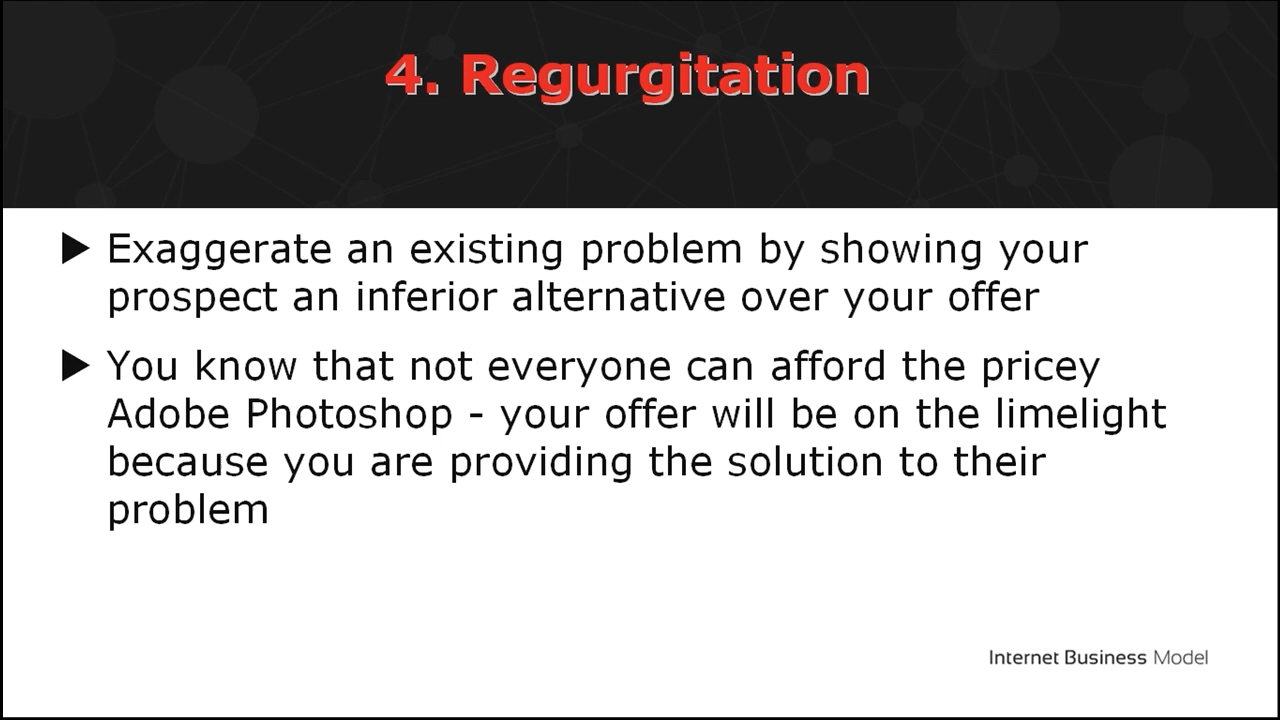 4. Regurgitation
Exaggerate an existing problem by showing your
prospect an inferior alternative over your offer
You know that not everyone can afford the pricey
Adobe Photoshop - your offer will be on the limelight
because you are providing the solution to their
problem
Internet Business Model